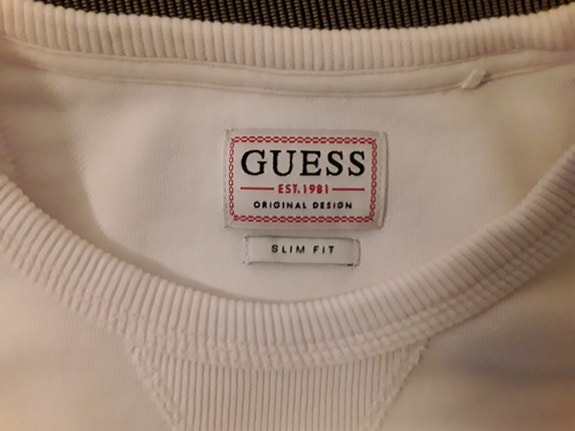 GUESS
EST.1981
ORIGINAL DESIGN
SLIM FIT